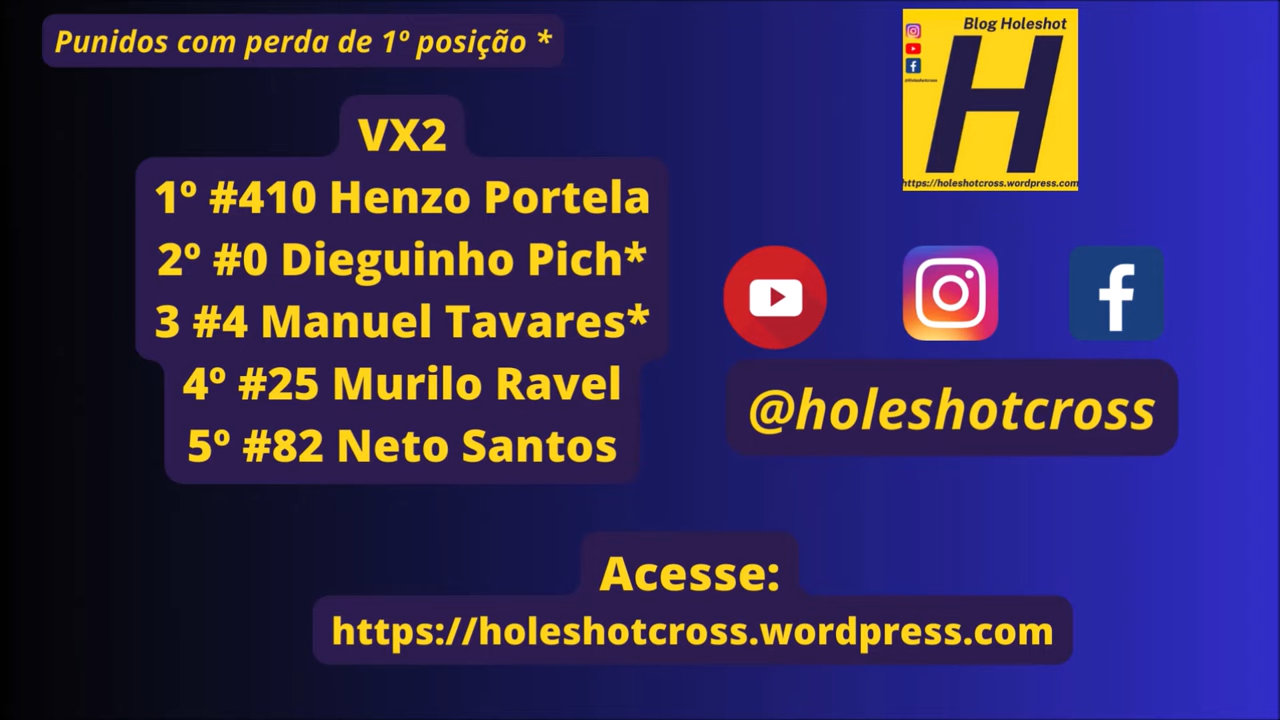 Punidos com perda de 1º posição *
VX2
1º #410 Henzo Portela
2º #0 Dieguinho Pich*
3 #4 Manuel Tavares*
4º #25 Murilo Ravel
5º #82 Neto Santos
Blog Holeshot
H
@holeshotcross
https://holeshotcross.wordpress.com
@holeshotcross
Acesse:
https://holeshotcross.wordpress.com